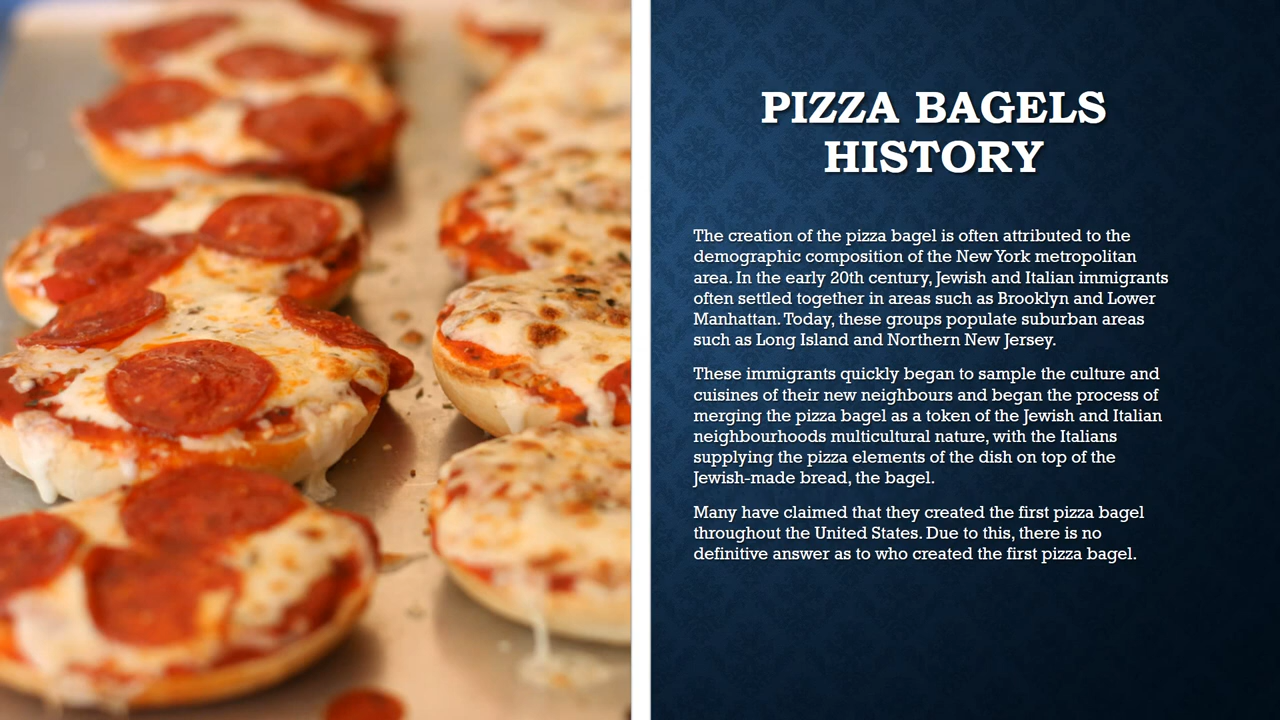 PIZZA BAGELS
HISTORY
The creation of the pizza bagel is often attributed to the
demographic composition of the New York metropolitan
area. In the early 20th century, Jewish and Italian immigrants
often settled together in areas such as Brooklyn and Lower
Manhattan. Today, these groups populate suburban areas
such as Long Island and Northern New Jersey.
These immigrants quickly began to sample the culture and
cuisines of their new neighbours and began the process of
merging the pizza bagel as a token of the Jewish and Italian
neighbourhoods multicultural nature, with the Italians
supplying the pizza elements of the dish on top of the
Jewish-made bread, the bagel.
Many have claimed that they created the first pizza bagel
throughout the United States. Due to this, there is no
definitive answer as to who created the first pizza bagel.